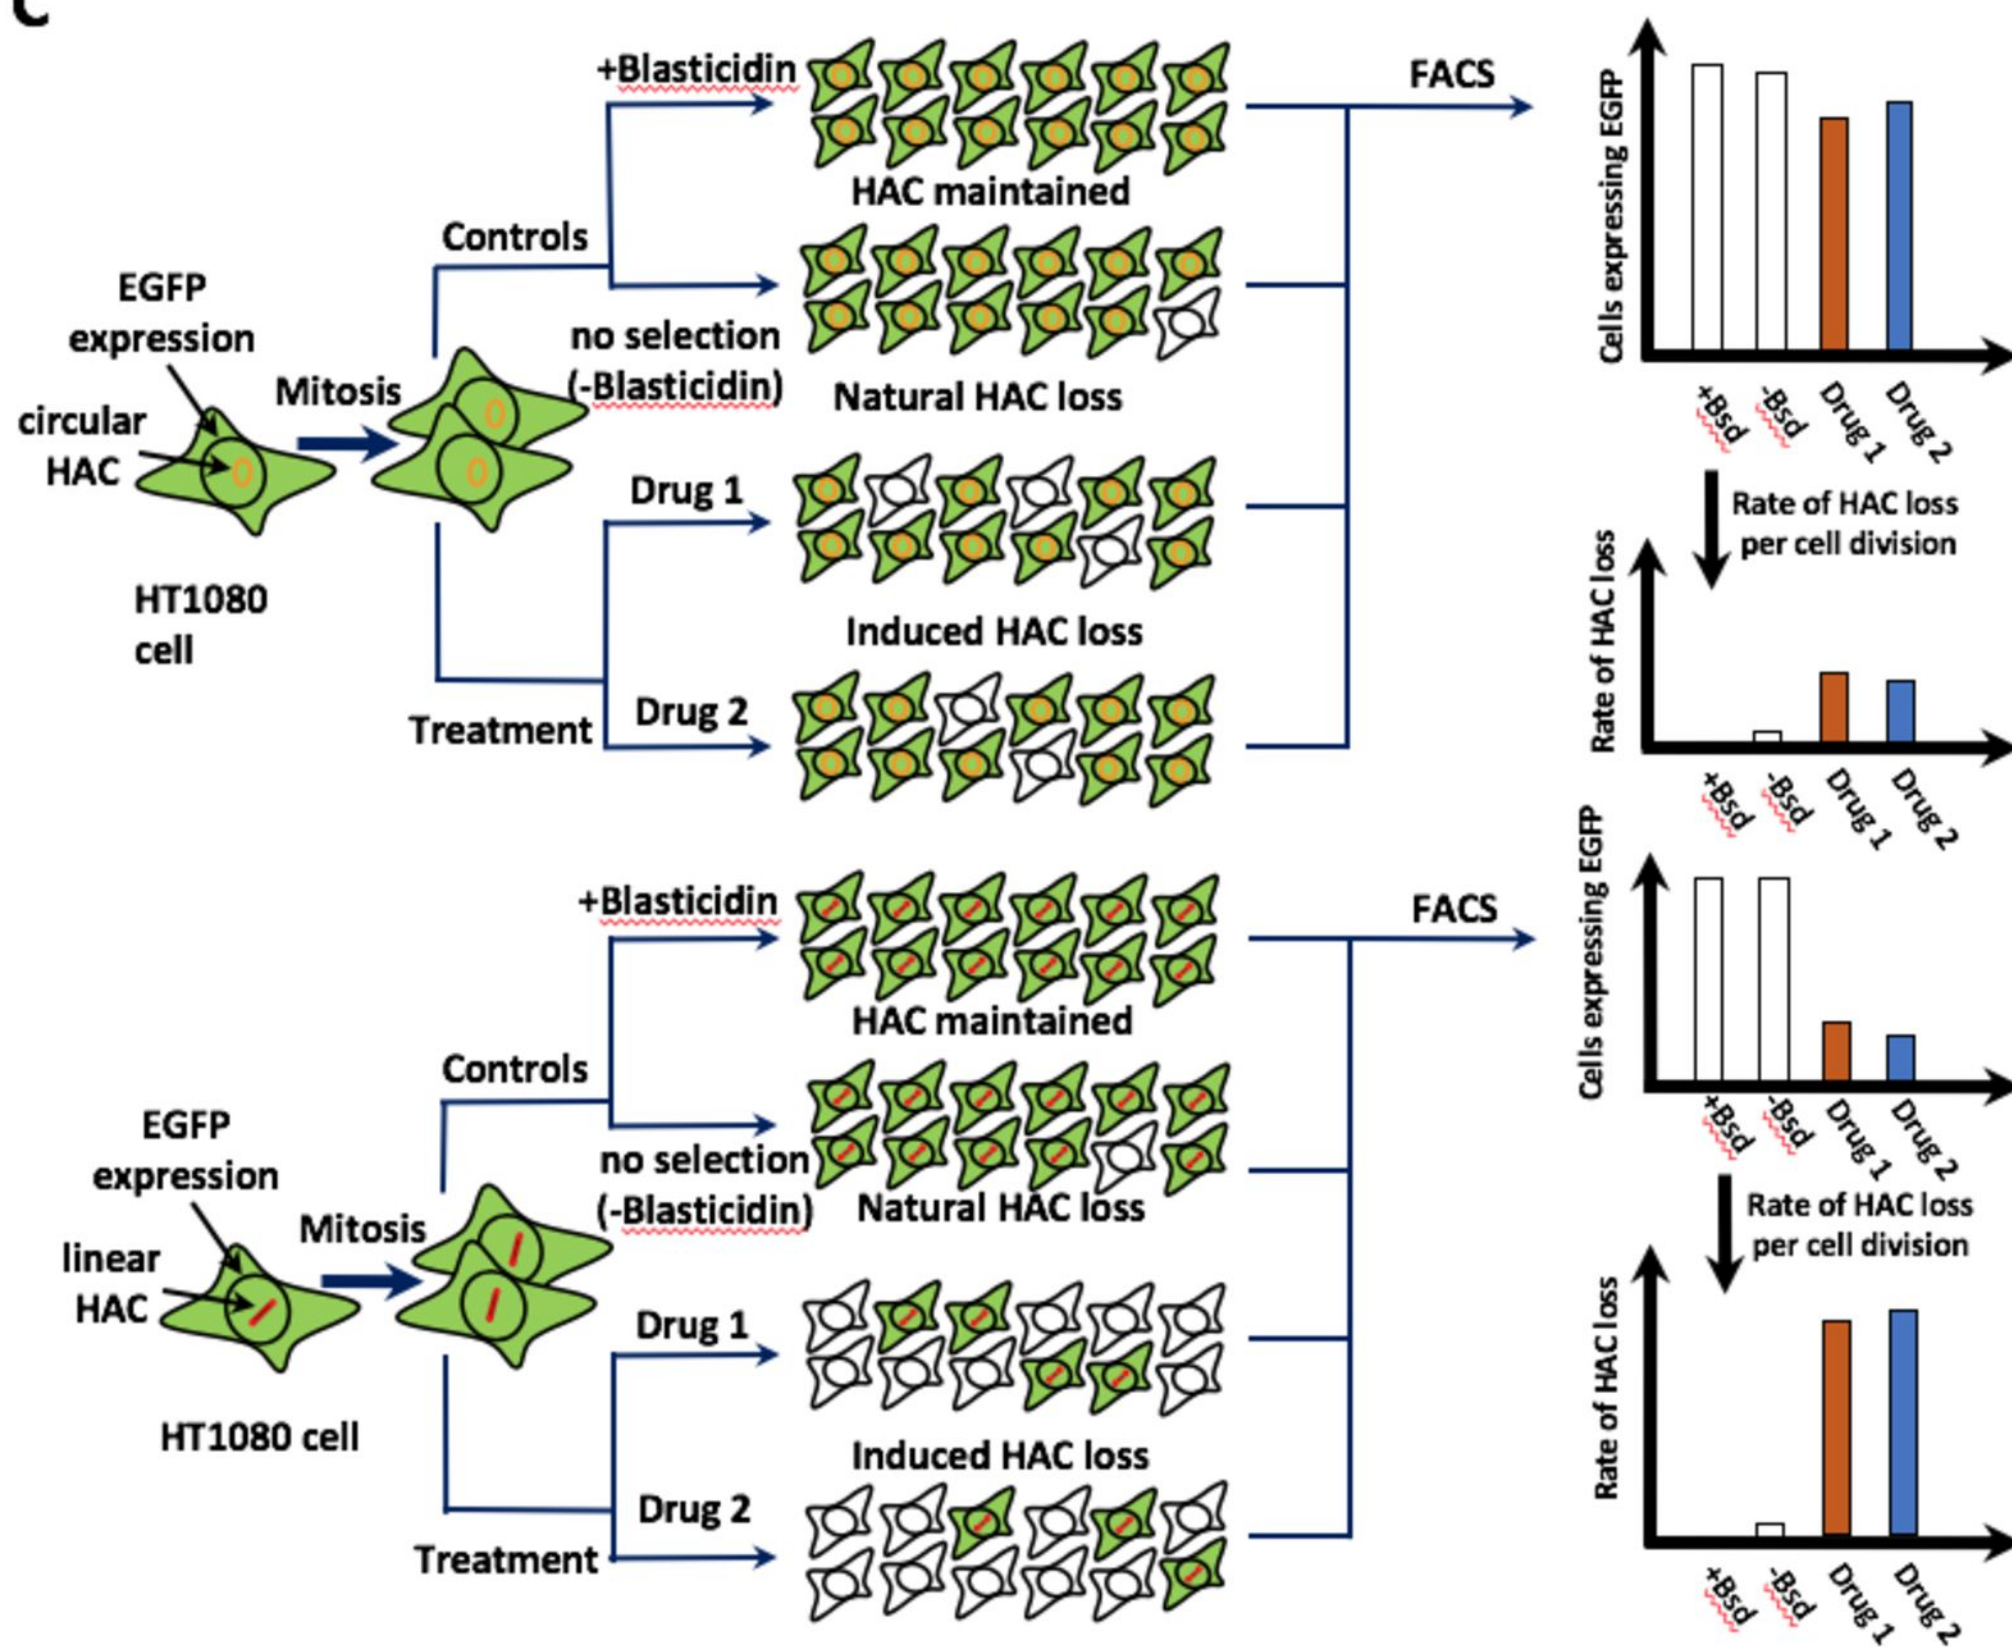 C
+Blasticidin
FACS
HAC maintained
Controls
EGFP
expression
Mitosis
circular
HAC
no selection
(-Blasticidin)
Natural HAC loss
Drug 1
HT1080
cell
Induced HAC loss
Drug 2
Treatment
Cells expressing EGFP
+Bsd
-Bsd
Drug 1
Drug 2
Rate of HAC loss
per cell division
Rate of HAC loss
+Bsd
-Bsd
Drug 1
Drug 2
+Blasticidin
FACS
HAC maintained
Controls
EGFP
expression
Mitosis
linear
HAC
no selection
(-Blasticidin)
Natural HAC loss
Drug 1
HT1080 cell
Induced HAC loss
Drug 2
Treatment
Cells expressing EGFP
+Bsd
-Bsd
Drug 1
Drug 2
Rate of HAC loss
per cell division
Rate of HAC loss
+Bsd
-Bsd
Drug 1
Drug 2